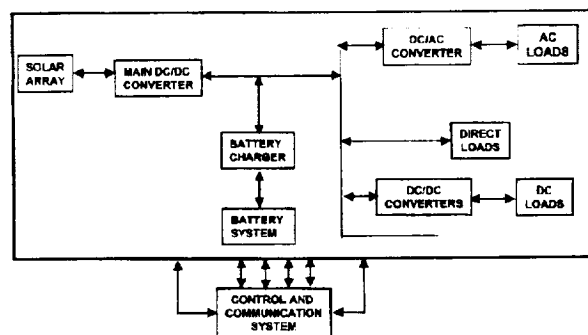 SOLAR
ARRAY
MAIN DC/DC
CONVERTER
DC/AC
CONVERTER
AC
LOADS
BATTERY
CHARGER
DIRECT
LOADS
BATTERY
SYSTEM
DC/DC
CONVERTERS
DC
LOADS
CONTROL AND
COMMUNICATION
SYSTEM